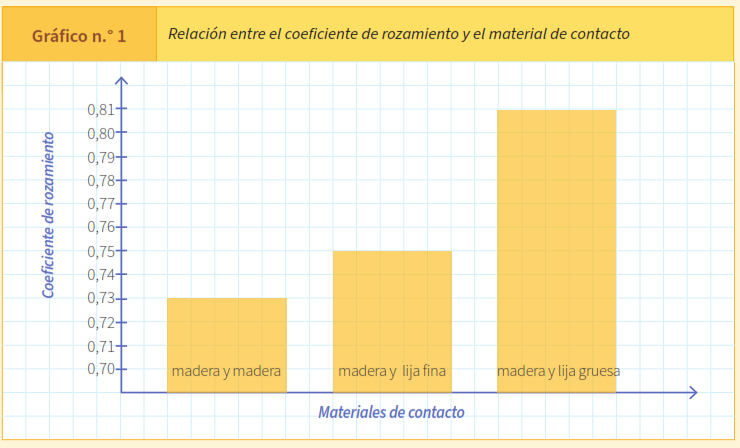 Gráfico n.° 1
Relación entre el coeficiente de rozamiento y el material de contacto
Coeficiente de rozamiento
0,81
0,80
0,79
0,78
0,77
0,76
0,75
0,74
0,73
0,72
0,71
0,70
madera y madera
madera y lija fina
madera y lija gruesa
Materiales de contacto